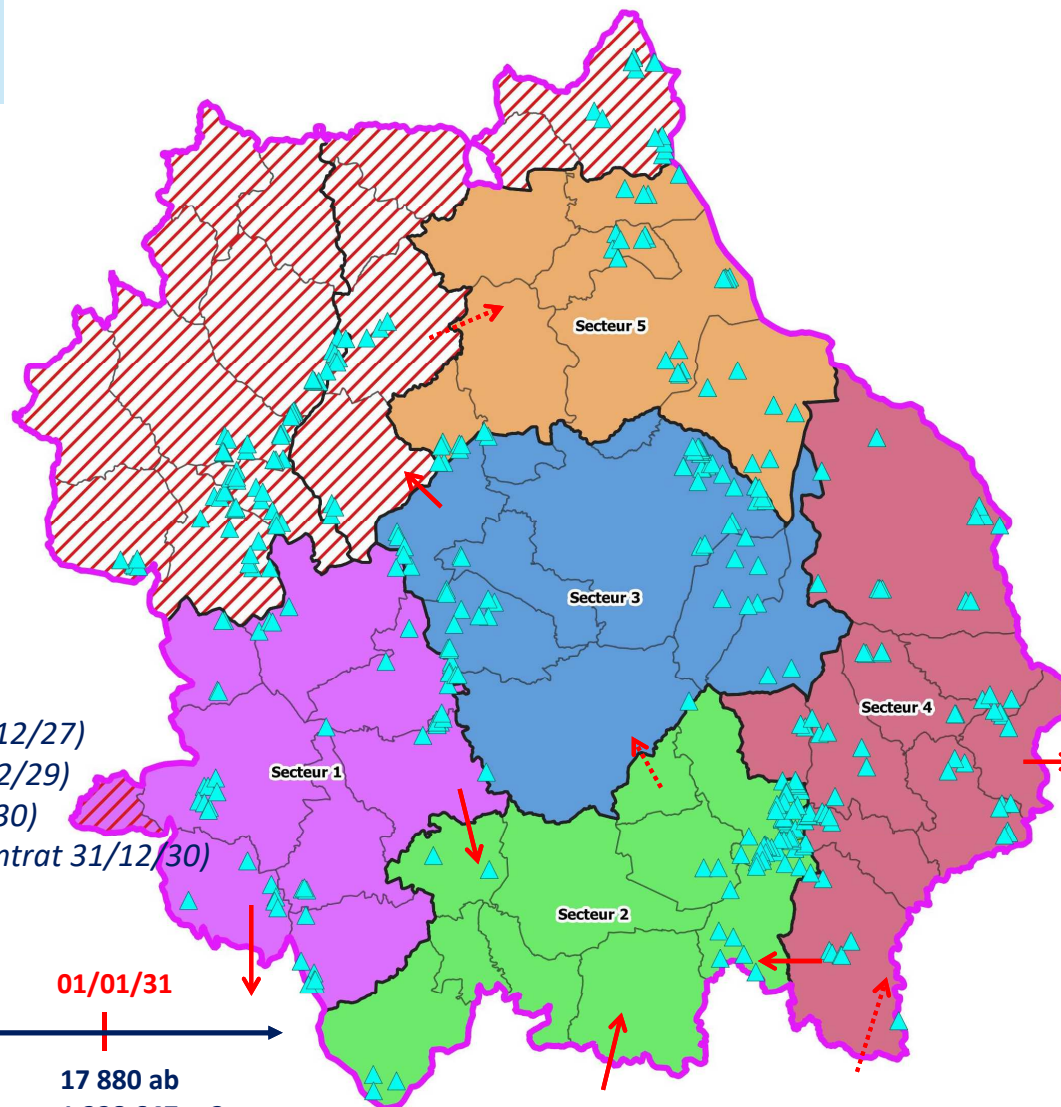 Secteur 5
Secteur 3
Secteur 4
12/27)
2/29)
Secteur 1
30)
ntrat 31/12/30)
Secteur 2
01/01/31
17 880 ab